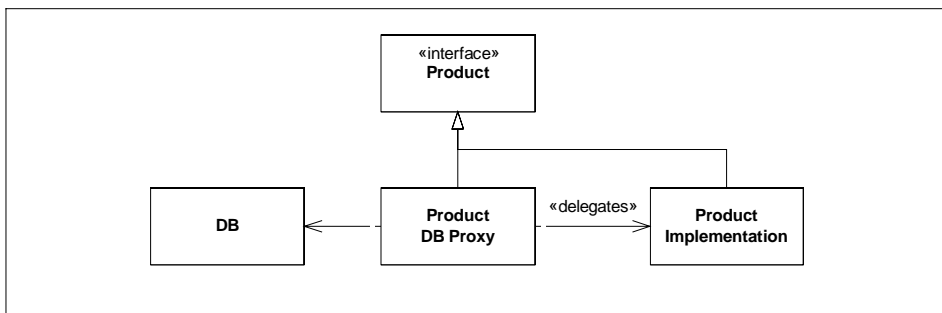 «interface»
Product
DB
Product
DB Proxy
«delegates»
Product
Implementation